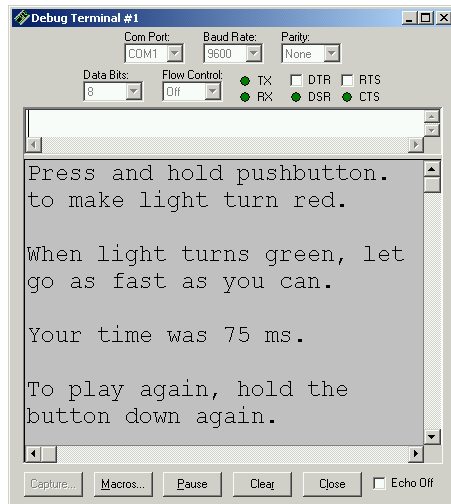 Debug Terminal #1
Com Port: Baud Rate: Parity:
COM1 9600 None
Data Bits: Flow Control: TX DTR RTS
8 Off RX DSR CTS
Press and hold pushbutton.
to make light turn red.
When light turns green, let
go as fast as you can.
Your time was 75 ms.
To play again, hold the
button down again.
Capture... Macros... Pause Clear Close Echo Off